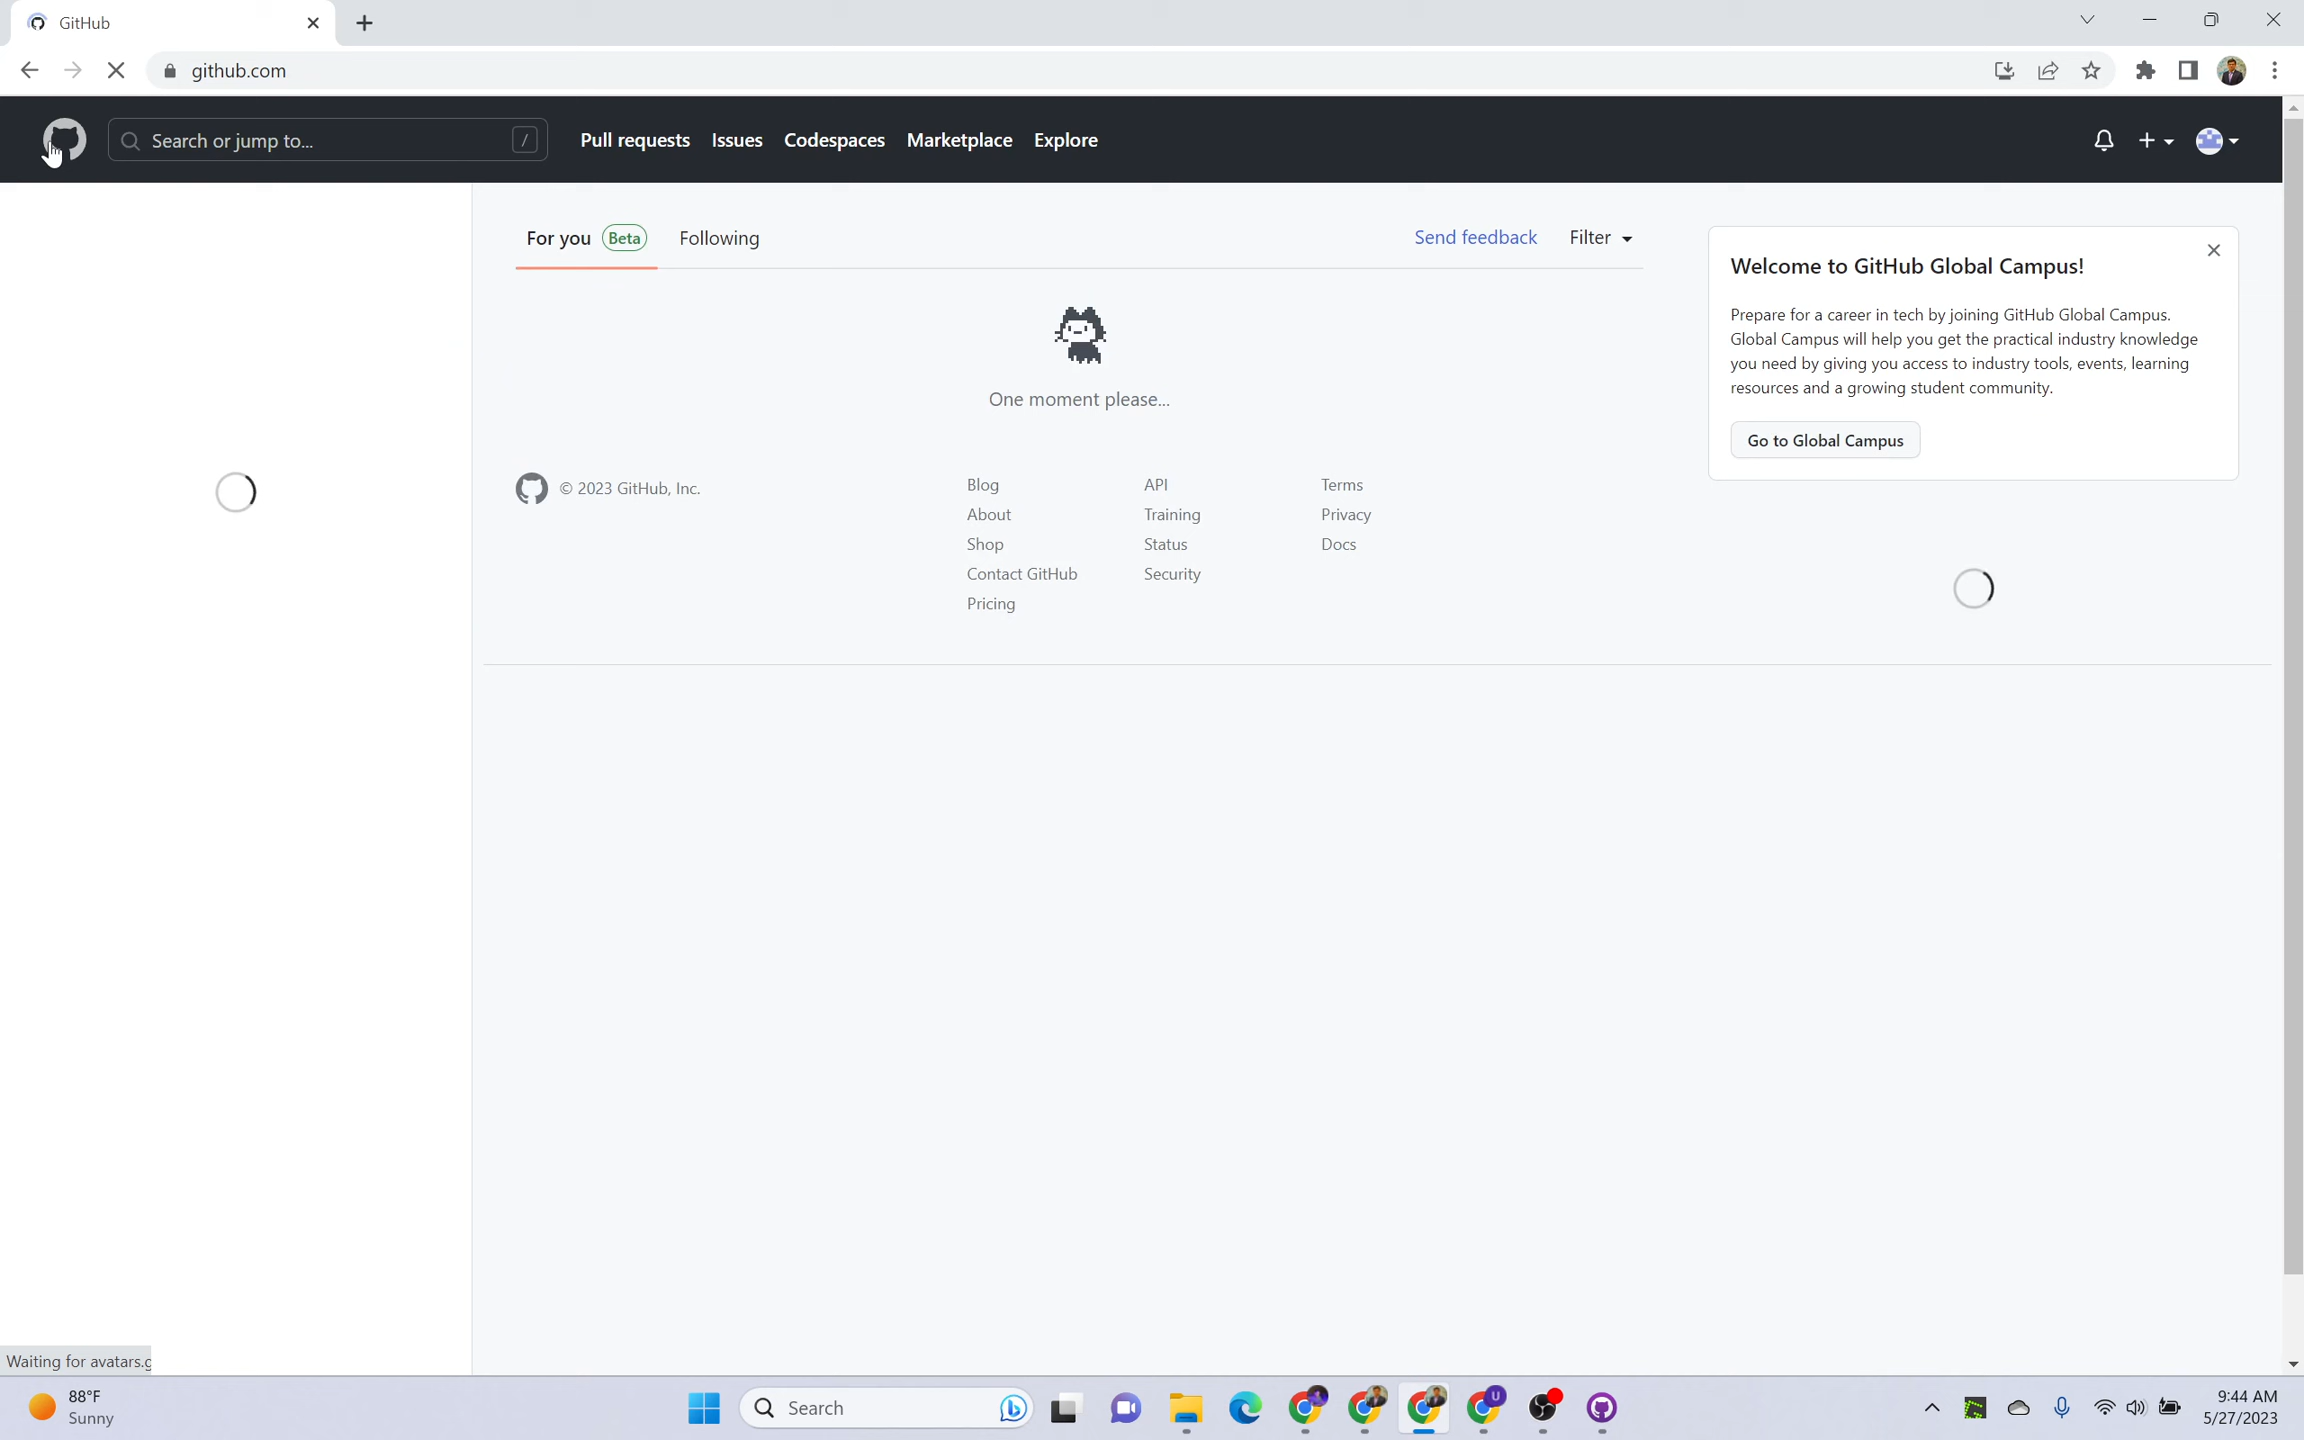 GitHub
github.com
Search or jump to... /
Pull requests Issues Codespaces Marketplace Explore
For you Beta Following Send feedback Filter
Welcome to GitHub Global Campus!
Prepare for a career in tech by joining GitHub Global Campus.
Global Campus will help you get the practical industry knowledge
you need by giving you access to industry tools, events, learning
resources and a growing student community.
Go to Global Campus
One moment please...
© 2023 GitHub, Inc.
Blog API Terms
About Training Privacy
Shop Status Docs
Contact GitHub Security
Pricing
Waiting for avatars.g
88°F
Sunny
Search
U
9:44 AM
5/27/2023